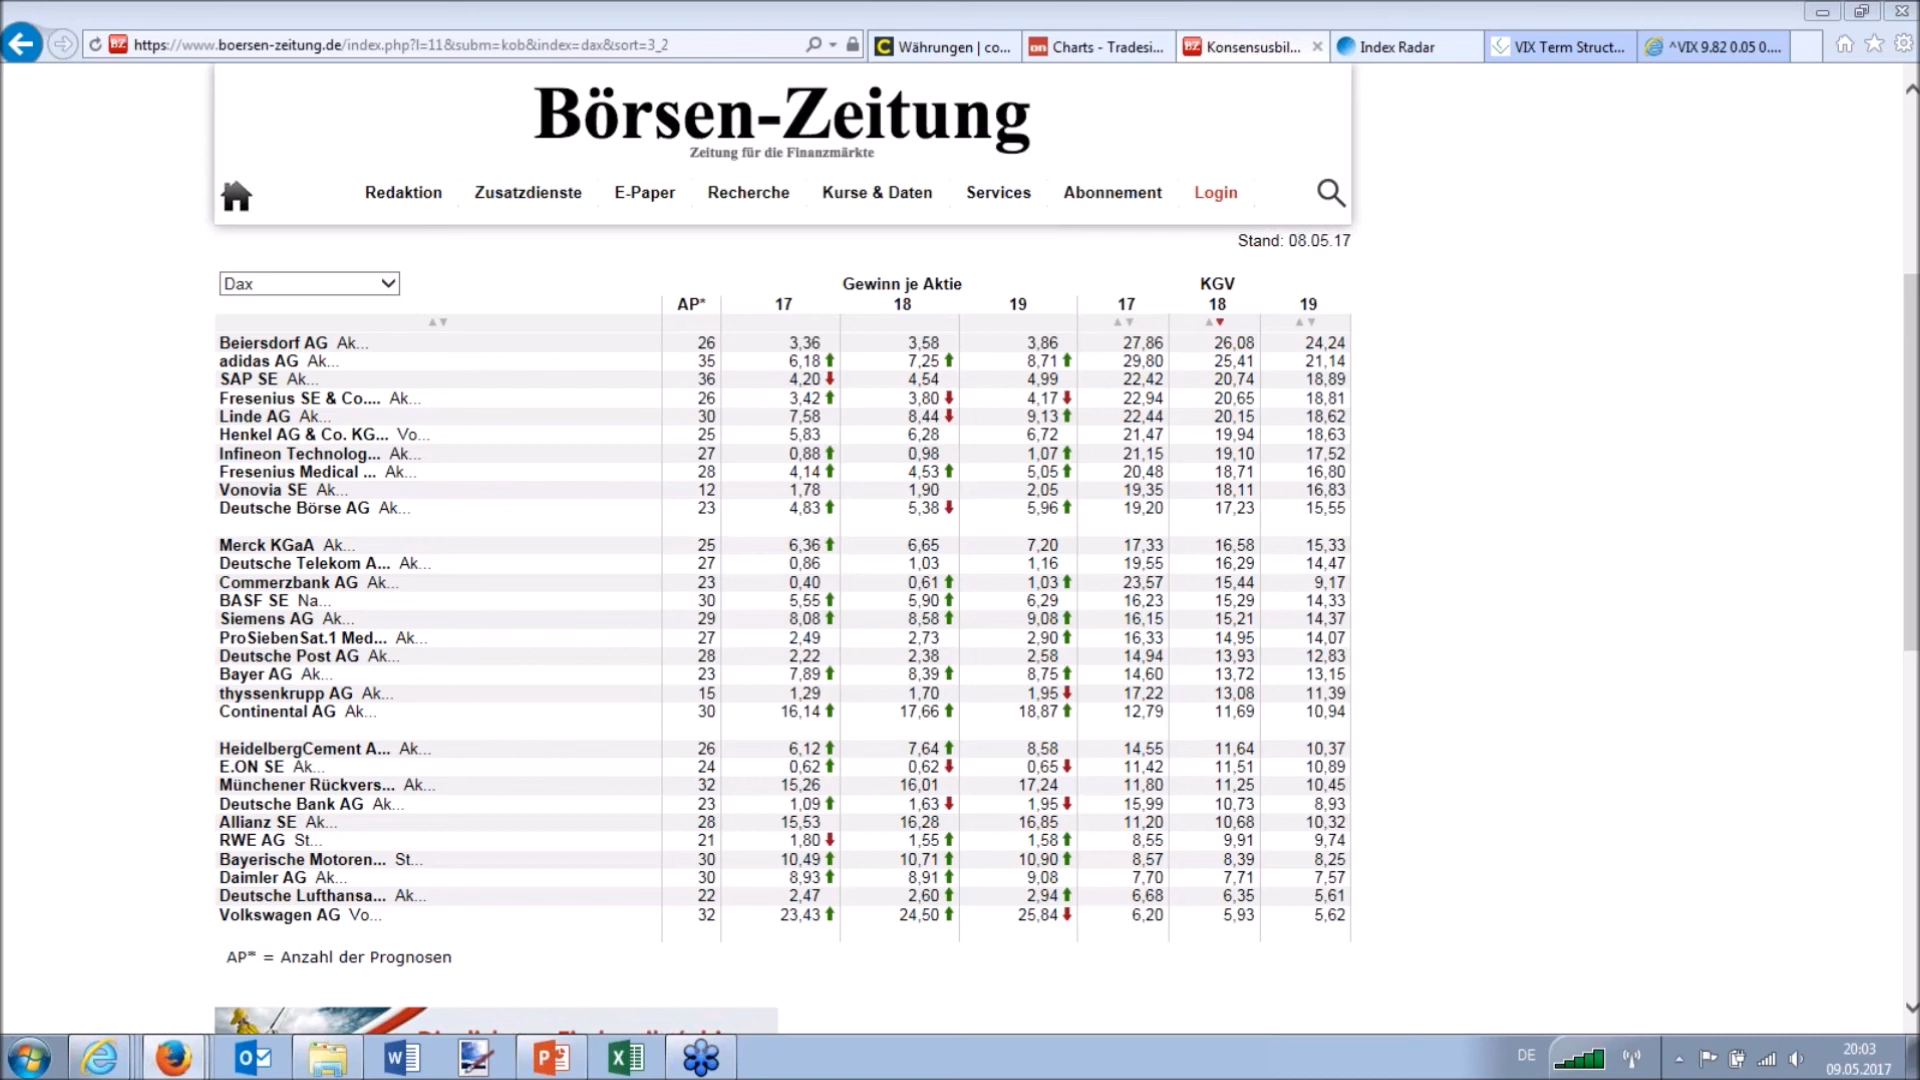 https://www.boersen-zeitung.de/index.php?l=11&subm=kob&index=dax&sort=3_2
Währungen | co...
Charts - Tradesi...
BZ Konsensusbil...
Index Radar
VIX Term Struct...
^VIX 9.82 0.05 0....
Börsen-Zeitung
Zeitung für die Finanzmärkte
Redaktion Zusatzdienste E-Paper Recherche Kurse & Daten Services Abonnement Login
Stand: 08.05.17
Dax Gewinn je Aktie KGV
AP* 17 18 19 17 18 19
Beiersdorf AG Ak... 26 3,36 3,58 3,86 27,86 26,08 24,24
adidas AG Ak... 35 6,18 7,25 8,71 29,80 25,41 21,14
SAP SE Ak... 36 4,20 4,54 4,99 22,42 20,74 18,89
Fresenius SE & Co.... Ak... 26 3,42 3,80 4,17 22,94 20,65 18,81
Linde AG Ak... 30 7,58 8,44 9,13 22,44 20,15 18,62
Henkel AG & Co. KG... Vo... 25 5,83 6,28 6,72 21,47 19,94 18,63
Infineon Technolog... Ak... 27 0,88 0,98 1,07 21,15 19,10 17,52
Fresenius Medical ... Ak... 28 4,14 4,53 5,05 20,48 18,71 16,80
Vonovia SE Ak... 12 1,78 1,90 2,05 19,35 18,11 16,83
Deutsche Börse AG Ak... 23 4,83 5,38 5,96 19,20 17,23 15,55
Merck KGaA Ak... 25 6,36 6,65 7,20 17,33 16,58 15,33
Deutsche Telekom A... Ak... 27 0,86 1,03 1,16 19,55 16,29 14,47
Commerzbank AG Ak... 23 0,40 0,61 1,03 23,57 15,44 9,17
BASF SE Na... 30 5,55 5,90 6,29 16,23 15,29 14,33
Siemens AG Ak... 29 8,08 8,58 9,08 16,15 15,21 14,37
ProSiebenSat.1 Med... Ak... 27 2,49 2,73 2,90 16,33 14,95 14,07
Deutsche Post AG Ak... 28 2,22 2,38 2,58 14,94 13,93 12,83
Bayer AG Ak... 23 7,89 8,39 8,75 14,60 13,72 13,15
thyssenkrupp AG Ak... 15 1,29 1,70 1,95 17,22 13,08 11,39
Continental AG Ak... 30 16,14 17,66 18,87 12,79 11,69 10,94
HeidelbergCement A... Ak... 26 6,12 7,64 8,58 14,55 11,64 10,37
E.ON SE Ak... 24 0,62 0,62 0,65 11,42 11,51 10,89
Münchener Rückvers... Ak... 32 15,26 16,01 17,24 11,80 11,25 10,45
Deutsche Bank AG Ak... 23 1,09 1,63 1,95 15,99 10,73 8,93
Allianz SE Ak... 28 15,53 16,28 16,85 11,20 10,68 10,32
RWE AG St... 21 1,80 1,55 1,58 8,55 9,91 9,74
Bayerische Motoren... St... 30 10,49 10,71 10,90 8,57 8,39 8,25
Daimler AG Ak... 30 8,93 8,91 9,08 7,70 7,71 7,57
Deutsche Lufthansa... Ak... 22 2,47 2,60 2,94 6,68 6,35 5,61
Volkswagen AG Vo... 32 23,43 24,50 25,84 6,20 5,93 5,62
AP* = Anzahl der Prognosen
DE
20:03
09.05.2017